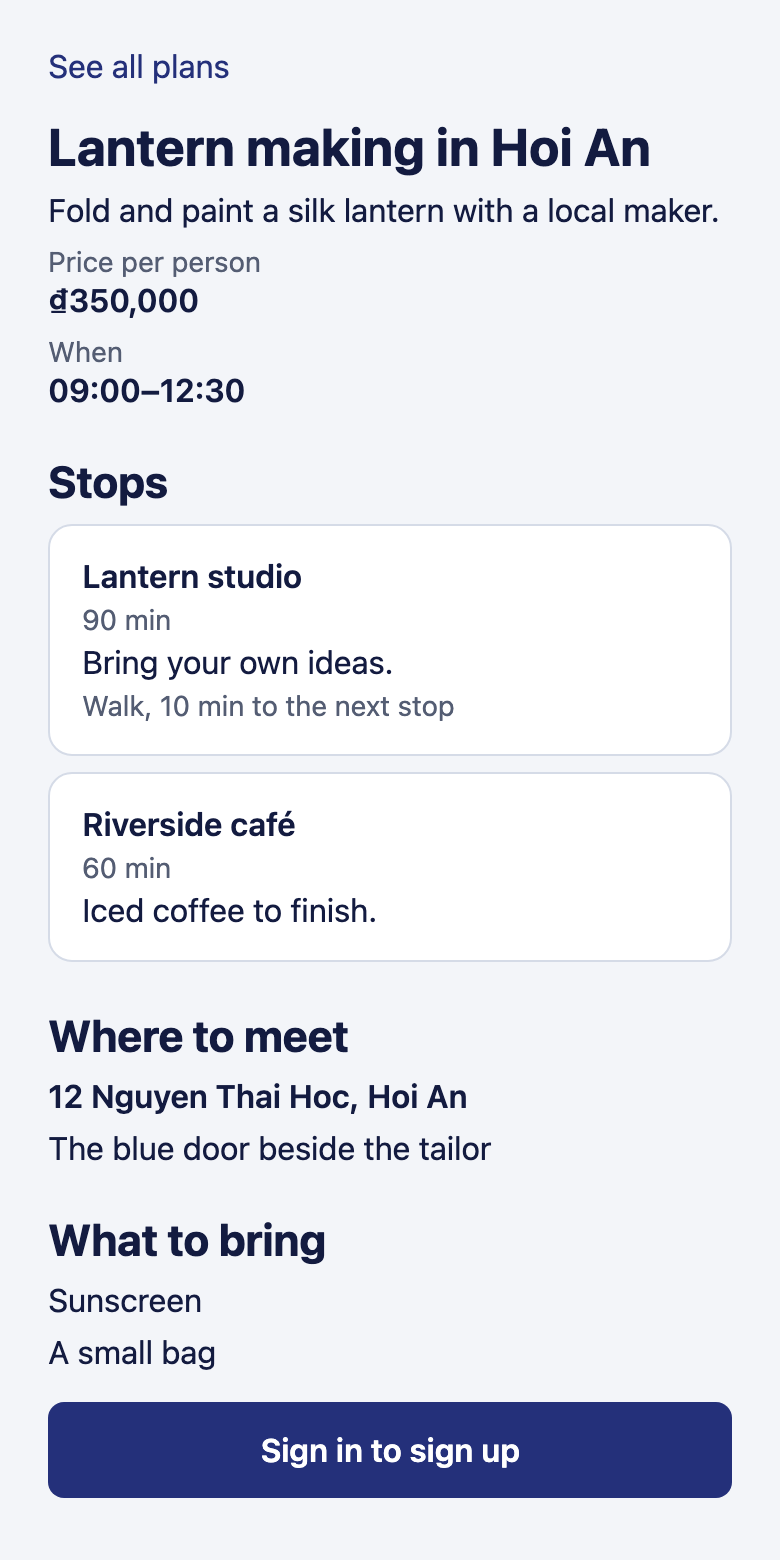 See all plans
Lantern making in Hoi An
Fold and paint a silk lantern with a local maker.
Price per person
₫350,000
When
09:00–12:30
Stops
Lantern studio
90 min
Bring your own ideas.
Walk, 10 min to the next stop
Riverside café
60 min
Iced coffee to finish.
Where to meet
12 Nguyen Thai Hoc, Hoi An
The blue door beside the tailor
What to bring
Sunscreen
A small bag
Sign in to sign up